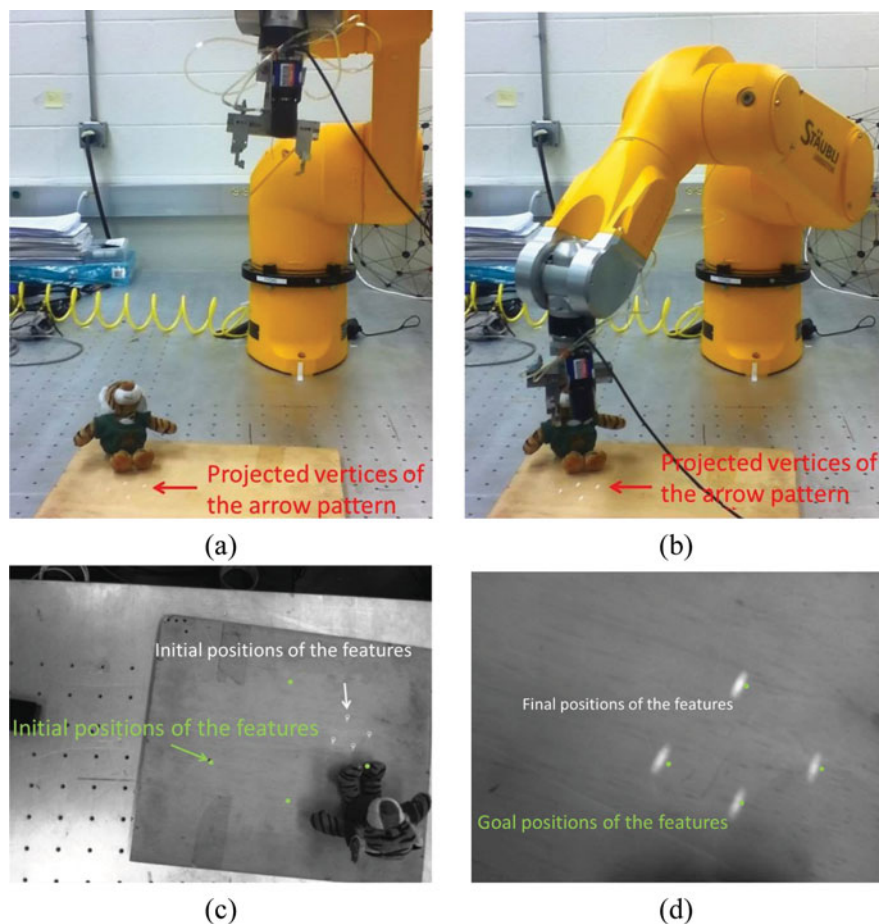 STÄUBLI
Projected vertices of
the arrow pattern
Projected vertices of
the arrow pattern
(a)
(b)
Initial positions of the features
Initial positions of the features
Final positions of the features
Goal positions of the features
(c)
(d)